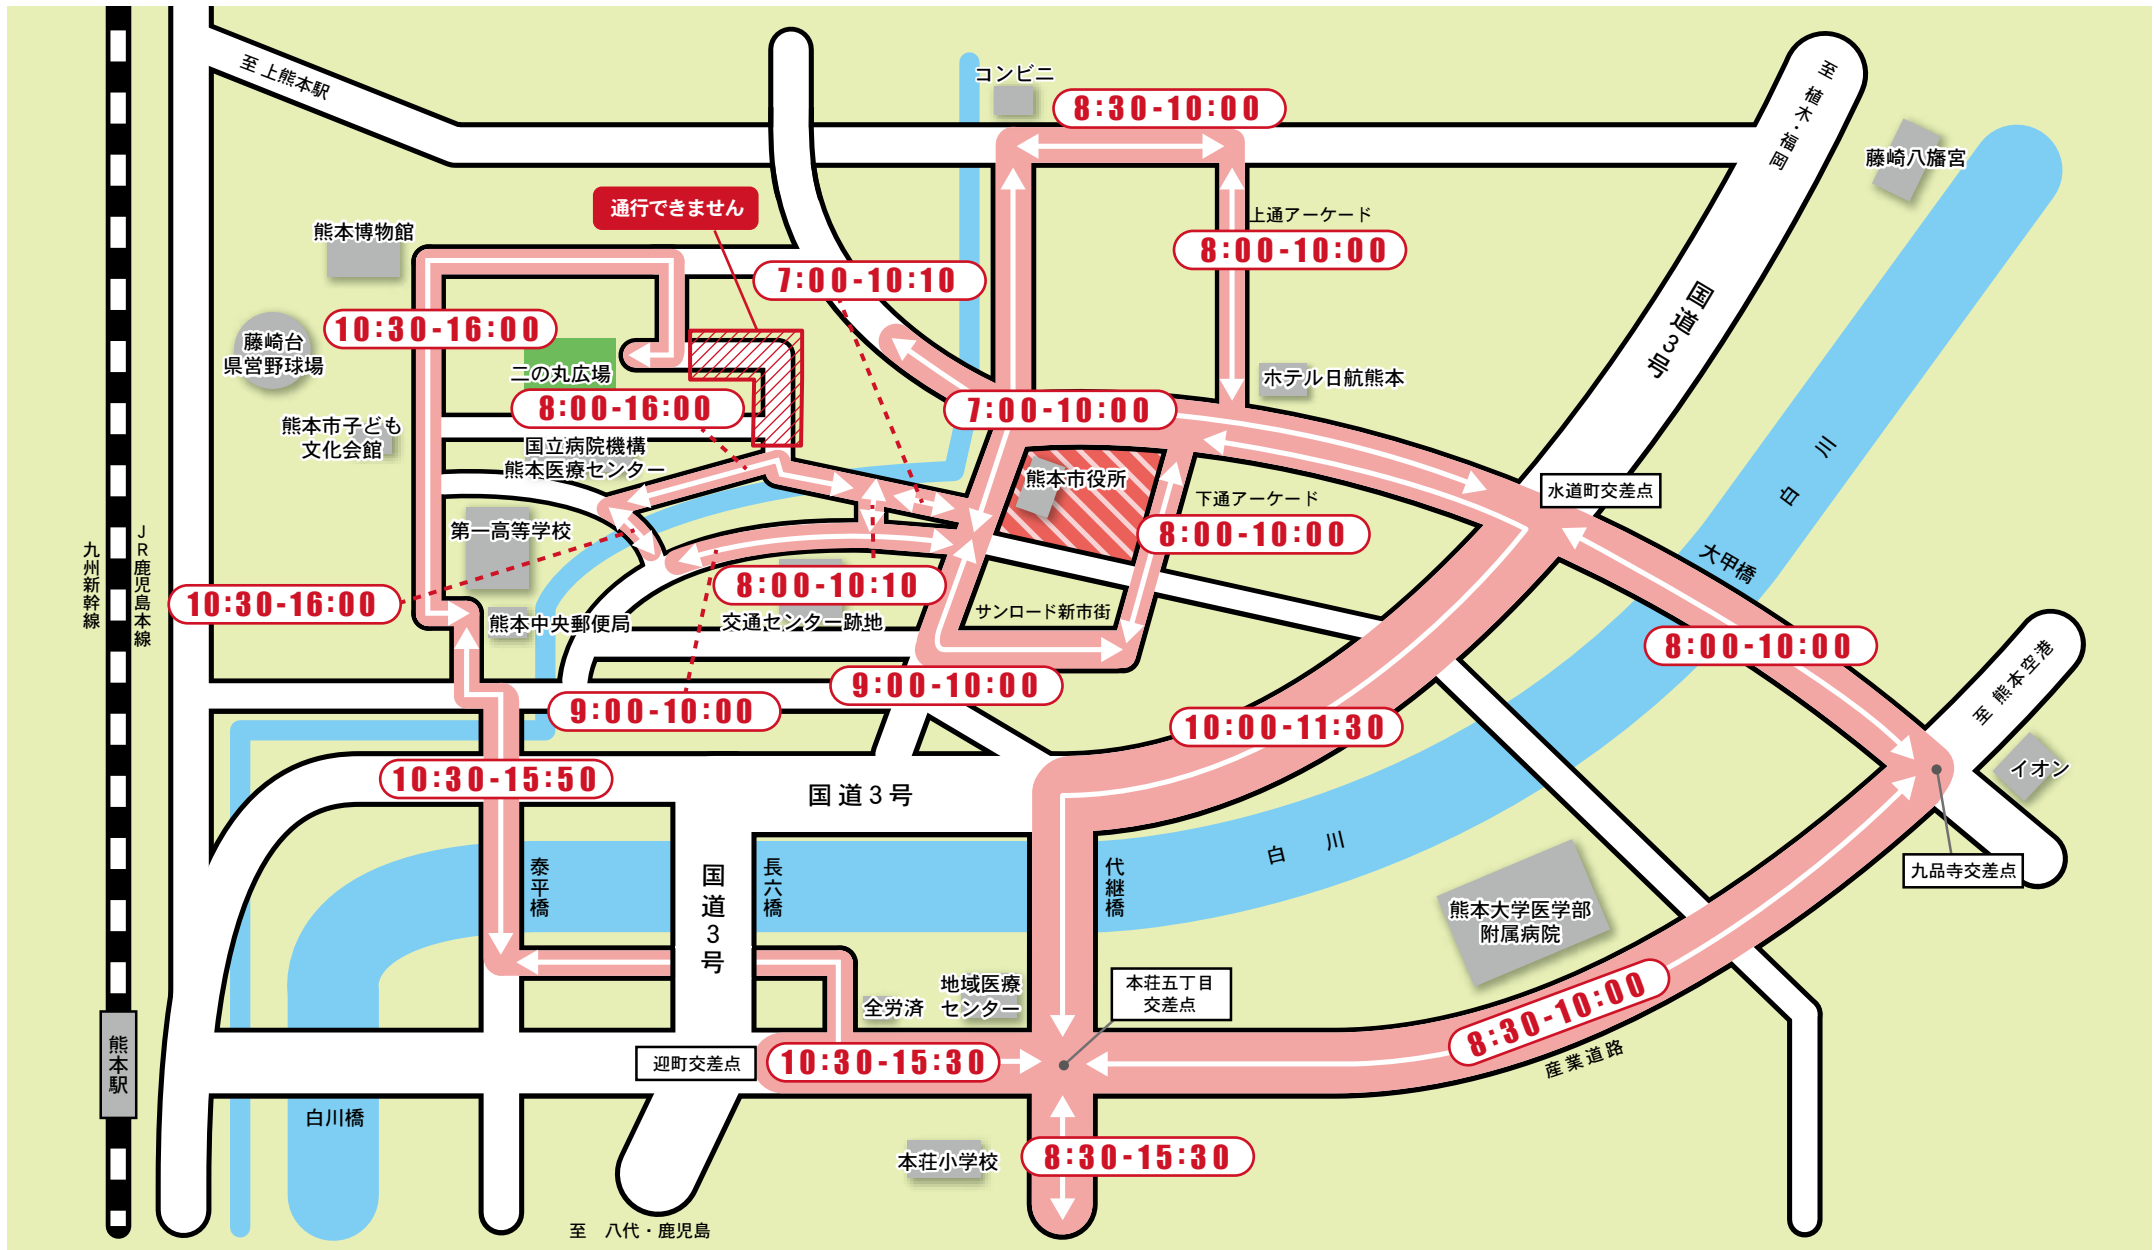 至 上熊本駅
コンビニ
8:30-10:00
至 植木・福岡
藤崎八旛宮
通行できません
熊本博物館
上通アーケード
8:00-10:00
7:00-10:10
国道3号
10:30-16:00
藤崎台
県営野球場
二の丸広場
ホテル日航熊本
8:00-16:00
7:00-10:00
熊本市子ども
文化会館
国立病院機構
熊本医療センター
熊本市役所
水道町交差点
下通アーケード
8:00-10:00
白川
第一高等学校
JR鹿児島本線
九州新幹線
大甲橋
8:00-10:10
10:30-16:00
熊本中央郵便局
交通センター跡地
サンロード新市街
8:00-10:00
至 熊本空港
9:00-10:00
9:00-10:00
10:00-11:30
10:30-15:50
国道3号
イオン
泰平橋
国道3号
長六橋
代継橋
白川
九品寺交差点
熊本大学医学部
附属病院
本荘五丁目
交差点
地域医療
センター
全労済
8:30-10:00
産業道路
熊本駅
迎町交差点
10:30-15:30
白川橋
本荘小学校
8:30-15:30
至 八代・鹿児島